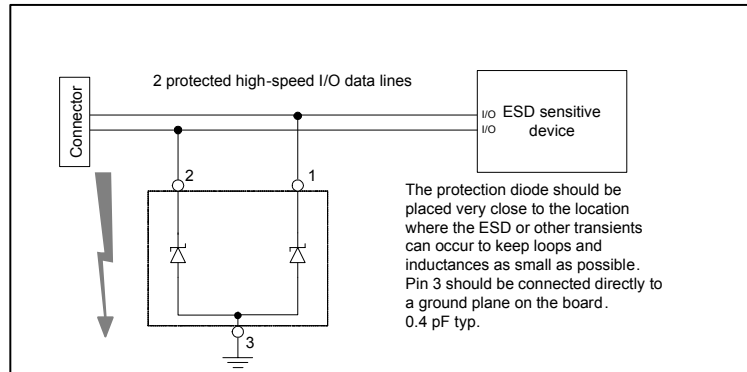 2 protected high-speed I/O data lines
Connector
I/O
I/O
ESD sensitive
device
2
1
3
The protection diode should be
placed very close to the location
where the ESD or other transients
can occur to keep loops and
inductances as small as possible.
Pin 3 should be connected directly to
a ground plane on the board.
0.4 pF typ.